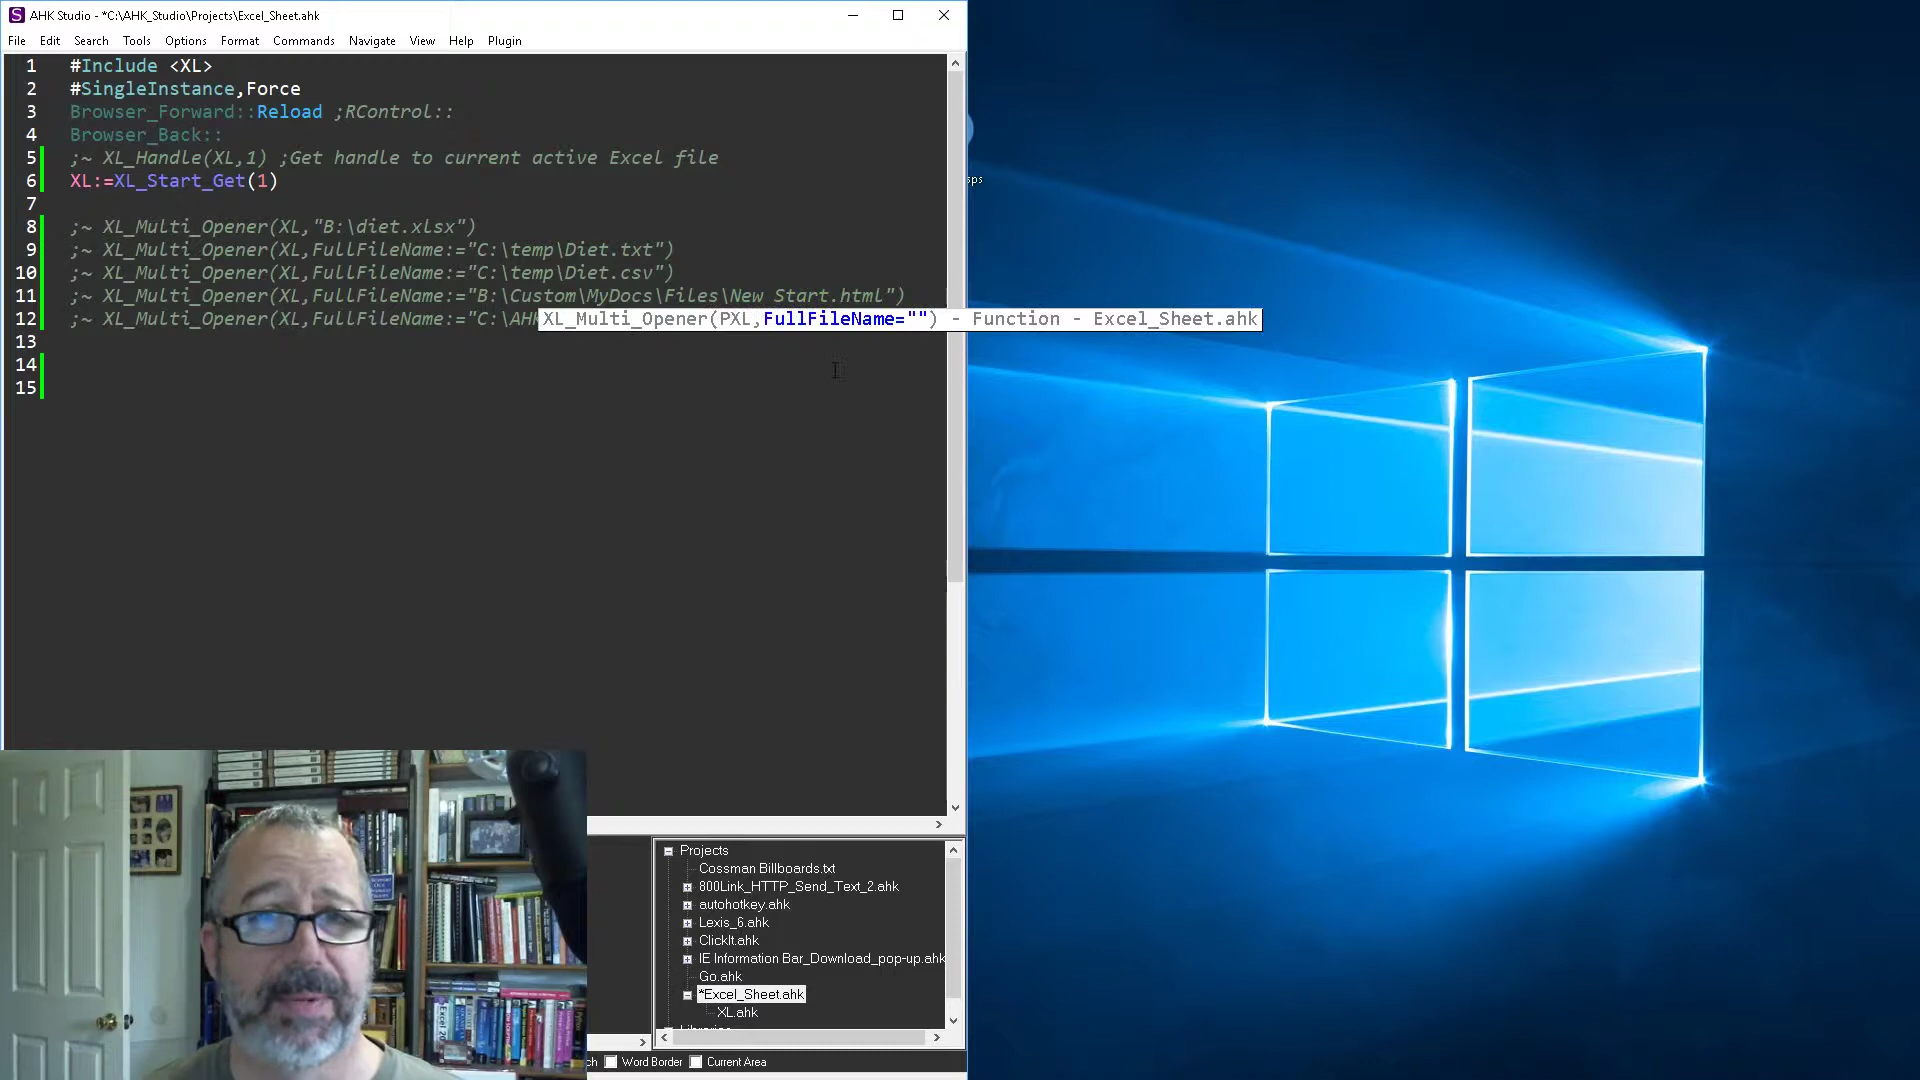 AHK Studio - *C:\AHK_Studio\Projects\Excel_Sheet.ahk
File Edit Search Tools Options Format Commands Navigate View Help Plugin
1 #Include <XL>
2 #SingleInstance,Force
3 Browser_Forward::Reload ;RControl::
4 Browser_Back::
5 ;~ XL_Handle(XL,1) ;Get handle to current active Excel file
6 XL:=XL_Start_Get(1)
7
8 ;~ XL_Multi_Opener(XL,"B:\diet.xlsx")
9 ;~ XL_Multi_Opener(XL,FullFileName:="C:\temp\Diet.txt")
10 ;~ XL_Multi_Opener(XL,FullFileName:="C:\temp\Diet.csv")
11 ;~ XL_Multi_Opener(XL,FullFileName:="B:\Custom\MyDocs\Files\New Start.html")
12 ;~ XL_Multi_Opener(XL,FullFileName:="C:\AHK
XL_Multi_Opener(PXL,FullFileName="") - Function - Excel_Sheet.ahk
13
14
15
sps
Projects
Cossman Billboards.txt
800Link_HTTP_Send_Text_2.ahk
autohotkey.ahk
Lexis_6.ahk
ClickIt.ahk
IE Information Bar_Download_pop-up.ahk
Go.ahk
*Excel_Sheet.ahk
XL.ahk
ch Word Border Current Area